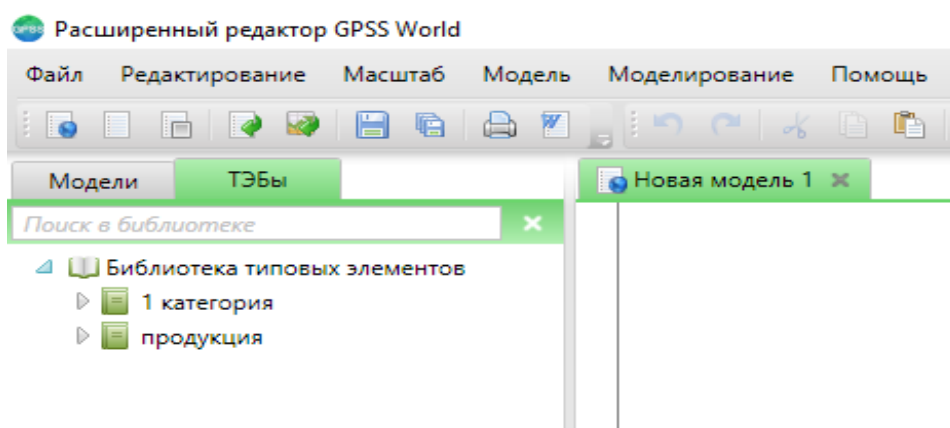 Расширенный редактор GPSS World
Файл Редактирование Масштаб Модель Моделирование Помощь
Модели ТЭБы Новая модель 1
Поиск в библиотеке
Библиотека типовых элементов
1 категория
продукция